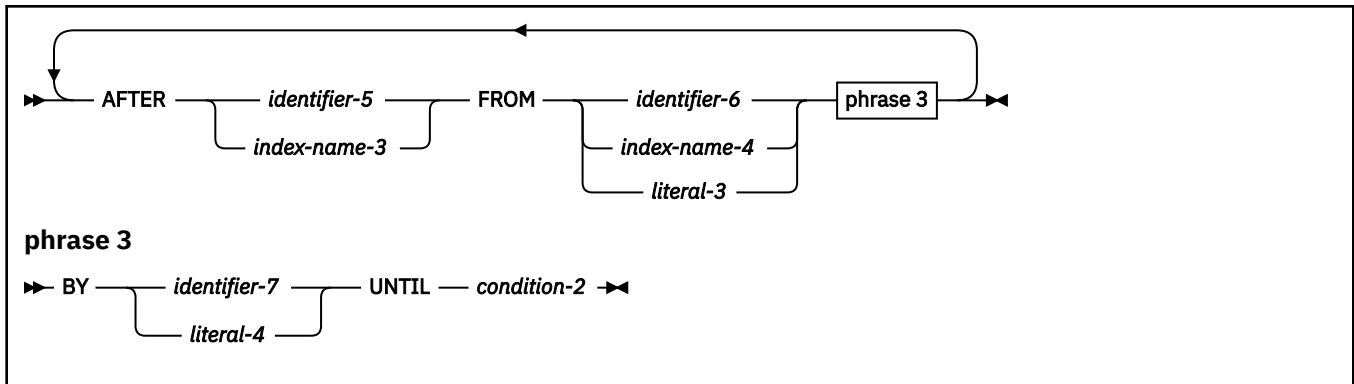 AFTER identifier-5 FROM identifier-6 phrase 3
index-name-3 index-name-4
literal-3
phrase 3
BY identifier-7 UNTIL condition-2
literal-4